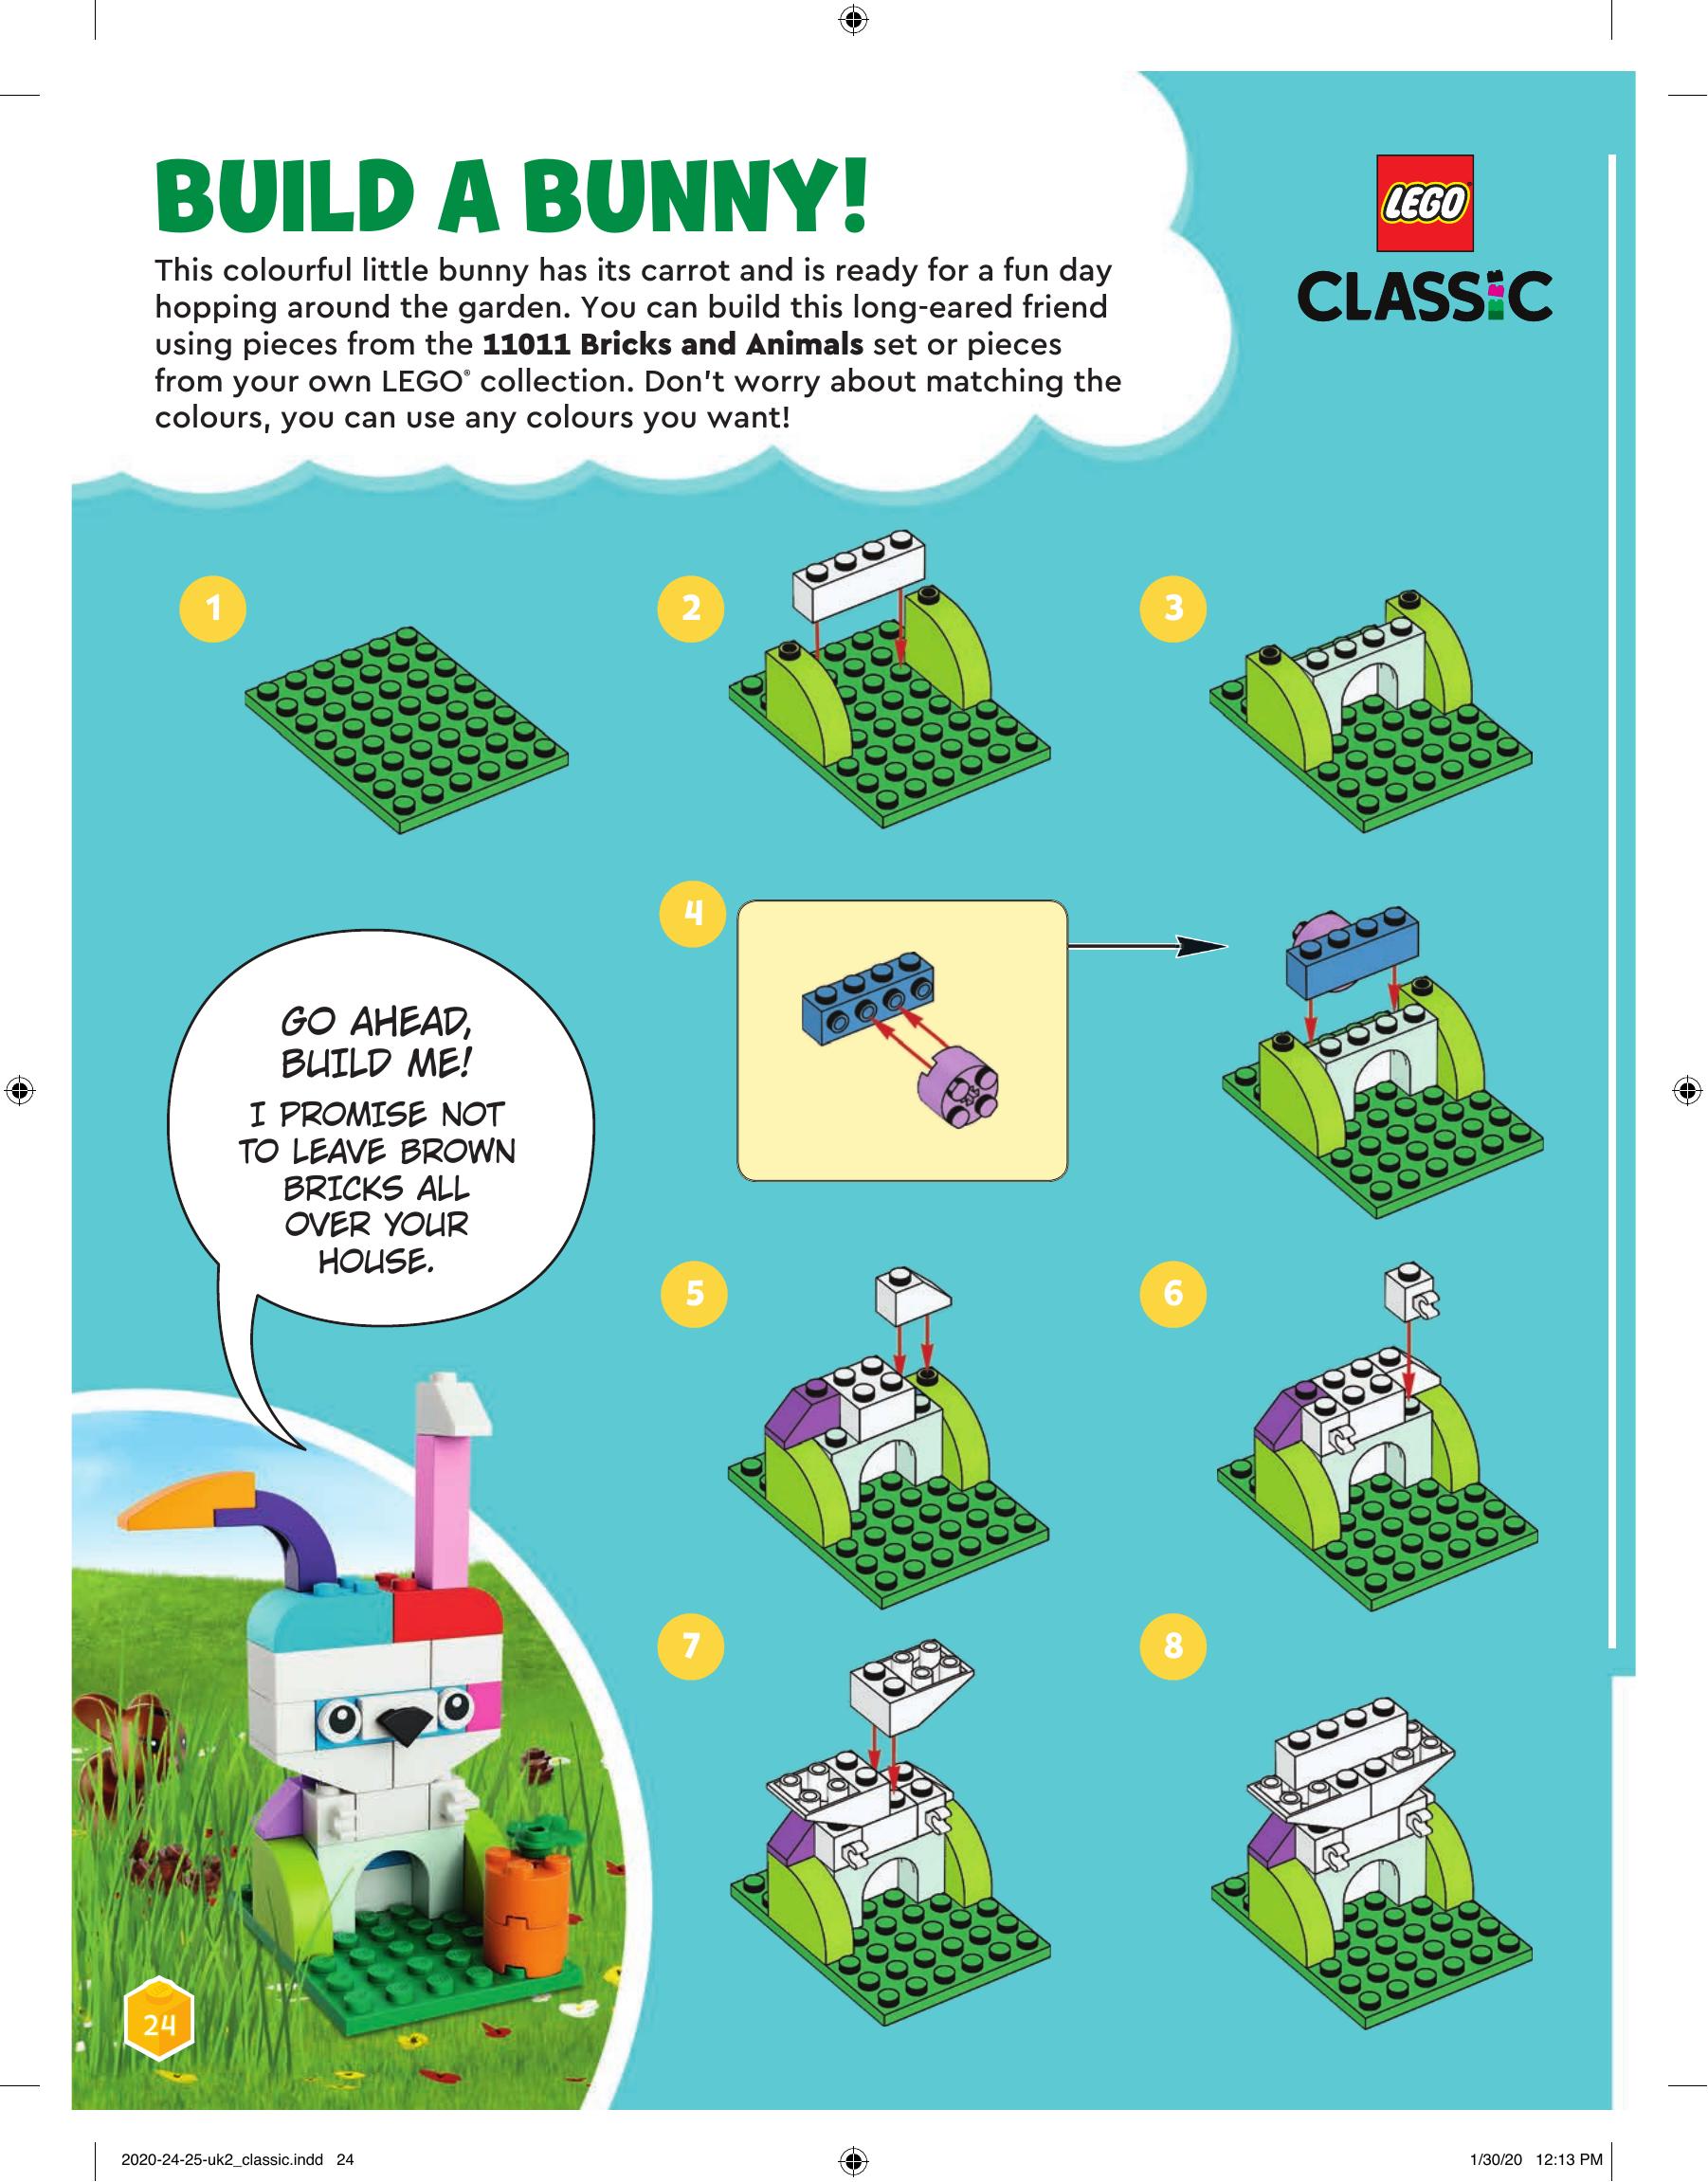 BUILD A BUNNY!
This colourful little bunny has its carrot and is ready for a fun day
hopping around the garden. You can build this long-eared friend
using pieces from the 11011 Bricks and Animals set or pieces
from your own LEGO® collection. Don't worry about matching the
colours, you can use any colours you want!
LEGO
CLASSiC
1
2
3
4
GO AHEAD,
BUILD ME!
I PROMISE NOT
TO LEAVE BROWN
BRICKS ALL
OVER YOUR
HOUSE.
5
6
7
8
24
2020-24-25-uk2_classic.indd 24
1/30/20 12:13 PM